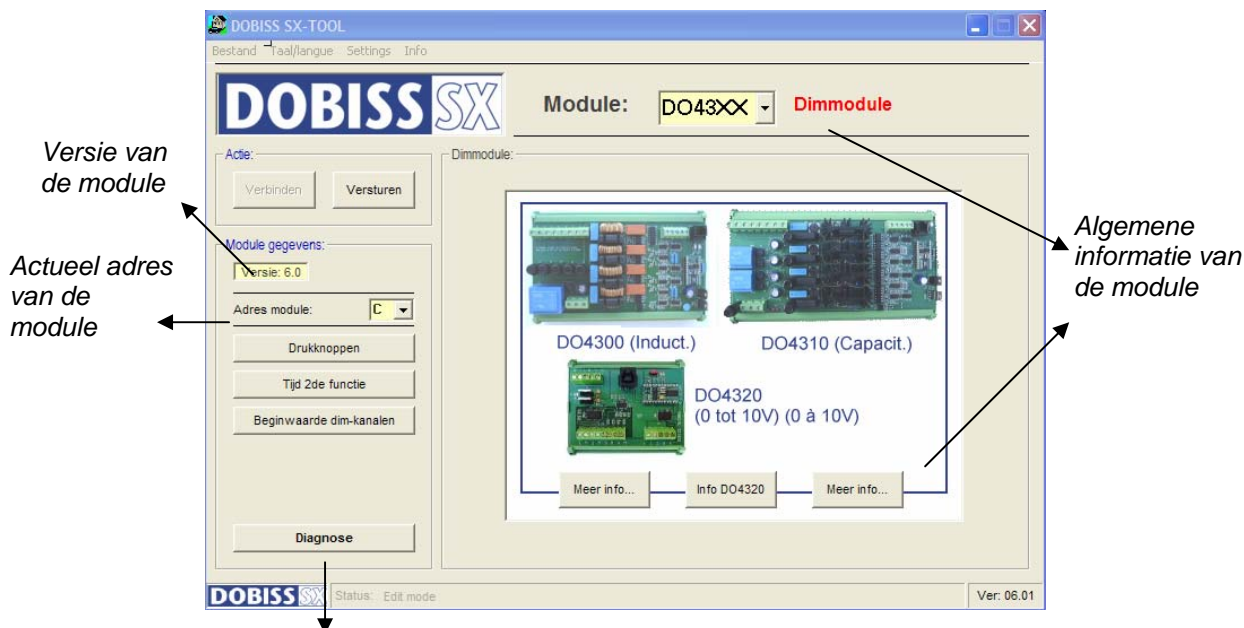 DOBISS SX-TOOL
Bestand Taal/langue Settings Info
DOBISS SX
Module: DO43XX Dimmodule
Versie van
de module
Actueel adres
van de
module
Actie:
Verbinden Versturen
Module gegevens:
Versie: 6.0
Adres module: C
Drukknoppen
Tijd 2de functie
Beginwaarde dim-kanalen
Diagnose
Dimmodule:
DO4300 (Induct.) DO4310 (Capacit.)
DO4320
(0 tot 10V) (0 à 10V)
Meer info... Info DO4320 Meer info...
Algemene
informatie van
de module
DOBISS SX Status: Edit mode Ver: 06.01